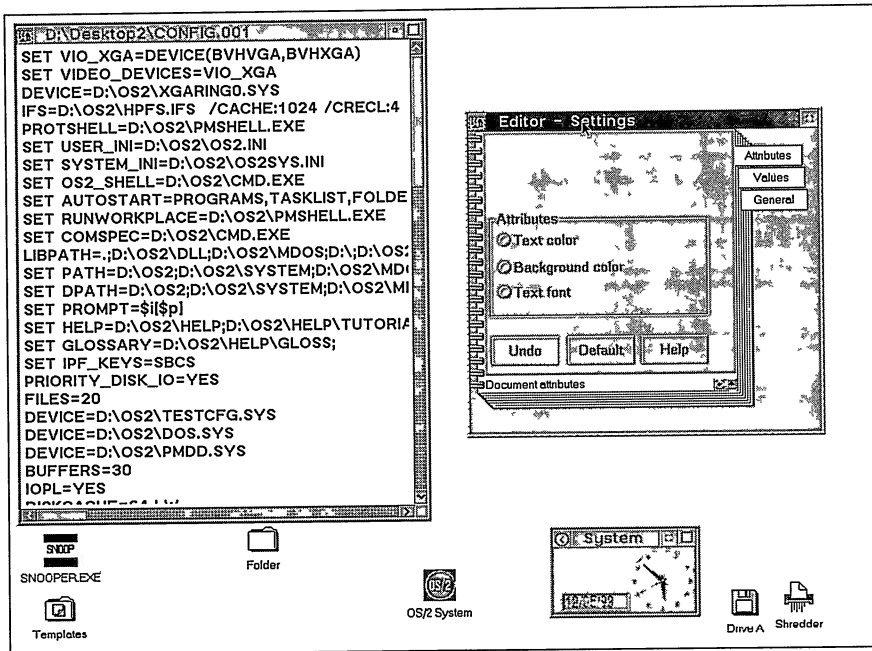 D:\Desktop2\CONFIG.001
SET VIO_XGA=DEVICE(BVHVGA,BVHXGA)
SET VIDEO_DEVICES=VIO_XGA
DEVICE=D:\OS2\XGARING0.SYS
IFS=D:\OS2\HPFS.IFS /CACHE:1024 /CRECL:4
PROTSHELL=D:\OS2\PMSHELL.EXE
SET USER_INI=D:\OS2\OS2.INI
SET SYSTEM_INI=D:\OS2\OS2SYS.INI
SET OS2_SHELL=D:\OS2\CMD.EXE
SET AUTOSTART=PROGRAMS,TASKLIST,FOLDE
SET RUNWORKPLACE=D:\OS2\PMSHELL.EXE
SET COMSPEC=D:\OS2\CMD.EXE
LIBPATH=.;D:\OS2\DLL;D:\OS2\MDOS;D:\;D:\OS2
SET PATH=D:\OS2;D:\OS2\SYSTEM;D:\OS2\MD
SET DPATH=D:\OS2;D:\OS2\SYSTEM;D:\OS2\M
SET PROMPT=$i[$p]
SET HELP=D:\OS2\HELP;D:\OS2\HELP\TUTORIA
SET GLOSSARY=D:\OS2\HELP\GLOSS;
SET IPF_KEYS=SBCS
PRIORITY_DISK_IO=YES
FILES=20
DEVICE=D:\OS2\TESTCFG.SYS
DEVICE=D:\OS2\DOS.SYS
DEVICE=D:\OS2\PMDD.SYS
BUFFERS=30
IOPL=YES
Editor - Settings
Attributes
Values
General
Attributes
Text color
Background color
Text font
Undo Default Help
Document attributes
SNOOP
SNOOPER.EXE
Folder
Templates
OS/2
OS/2 System
System
Drive A
Shredder